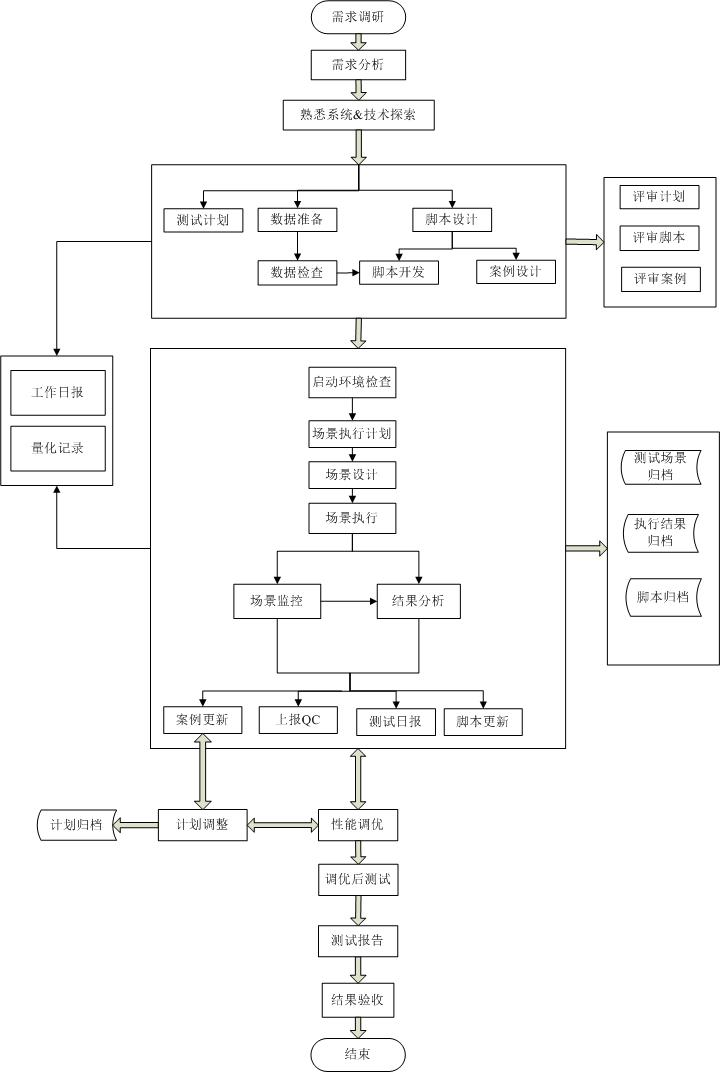 需求调研
需求分析
熟悉系统&技术探索
测试计划
数据准备
脚本设计
数据检查
脚本开发
案例设计
评审计划
评审脚本
评审案例
工作日报
量化记录
启动环境检查
场景执行计划
场景设计
场景执行
场景监控
结果分析
案例更新
上报QC
测试日报
脚本更新
测试场景
归档
执行结果
归档
脚本归档
计划归档
计划调整
性能调优
调优后测试
测试报告
结果验收
结束